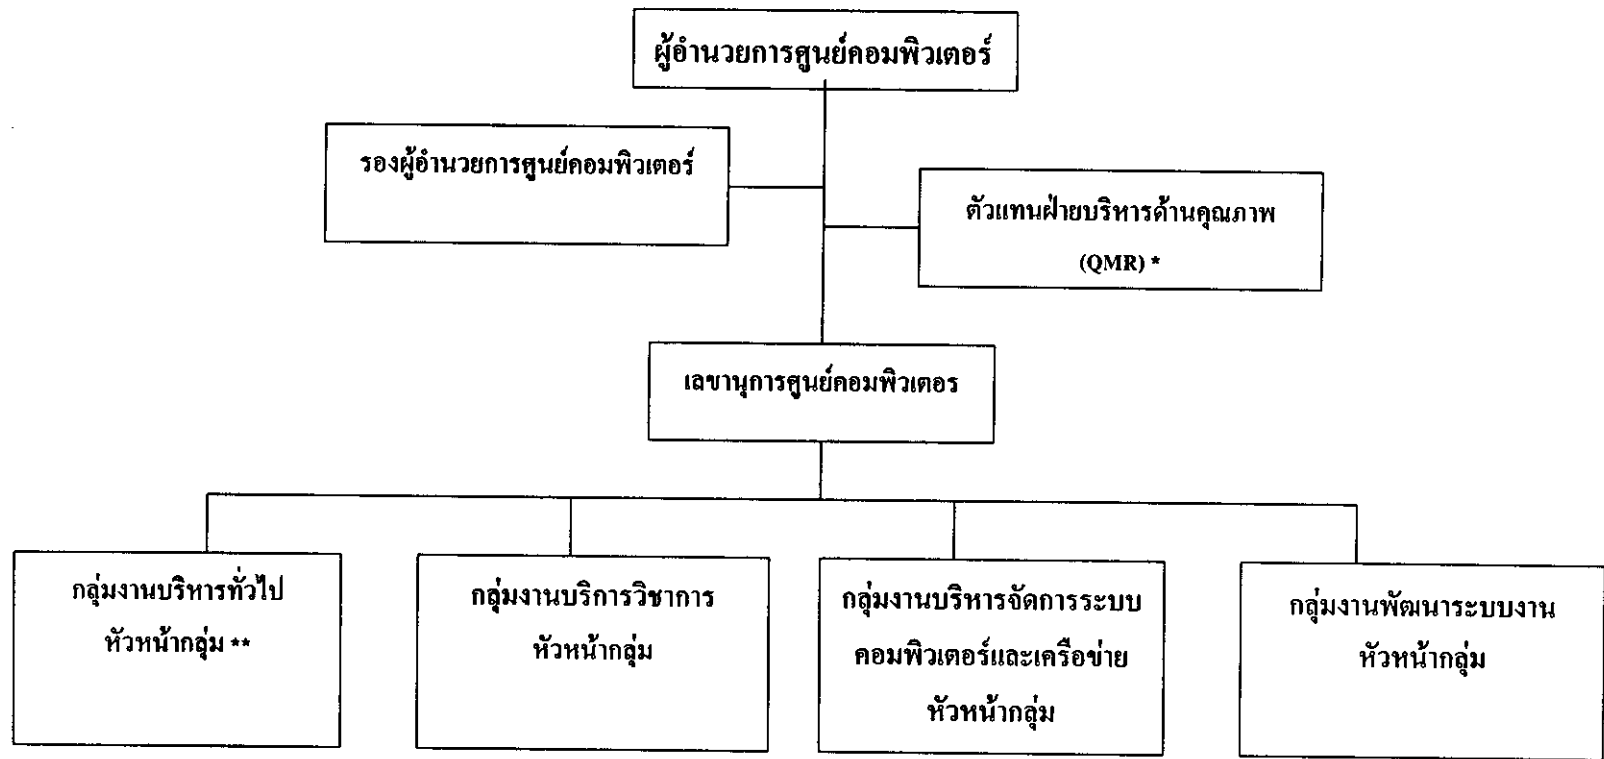 ผู้อำนวยการศูนย์คอมพิวเตอร์
รองผู้อำนวยการศูนย์คอมพิวเตอร์
ตัวแทนฝ่ายบริหารด้านคุณภาพ
(QMR) *
เลขานุการศูนย์คอมพิวเตอร
กลุ่มงานบริหารทั่วไป
หัวหน้ากลุ่ม **
กลุ่มงานบริการวิชาการ
หัวหน้ากลุ่ม
กลุ่มงานบริหารจัดการระบบ
คอมพิวเตอร์และเครือข่าย
หัวหน้ากลุ่ม
กลุ่มงานพัฒนาระบบงาน
หัวหน้ากลุ่ม